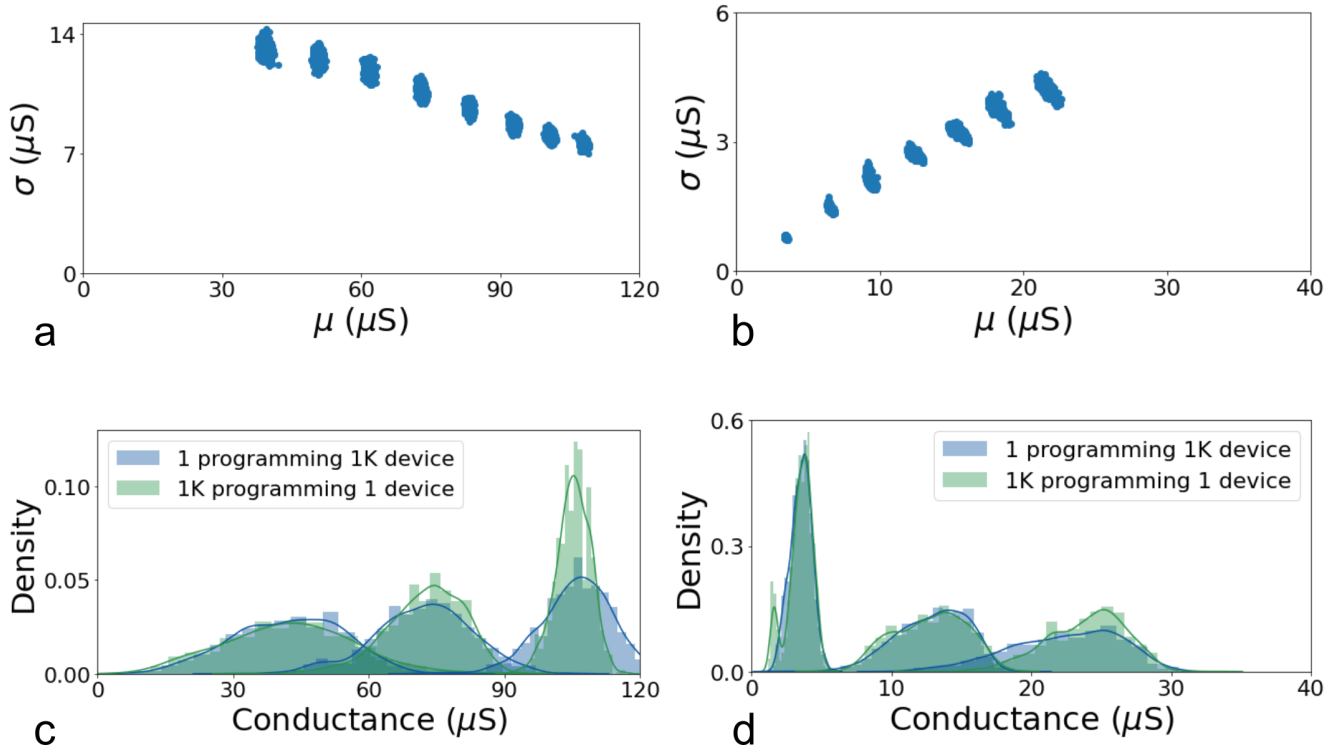 14
7
0
σ (μS)
0 30 60 90 120
μ (μS)
a
6
3
0
σ (μS)
0 10 20 30 40
μ (μS)
b
1 programming 1K device
1K programming 1 device
0.10
0.05
0.00
Density
0 30 60 90 120
Conductance (μS)
c
1 programming 1K device
1K programming 1 device
0.6
0.3
0.0
Density
0 10 20 30 40
Conductance (μS)
d